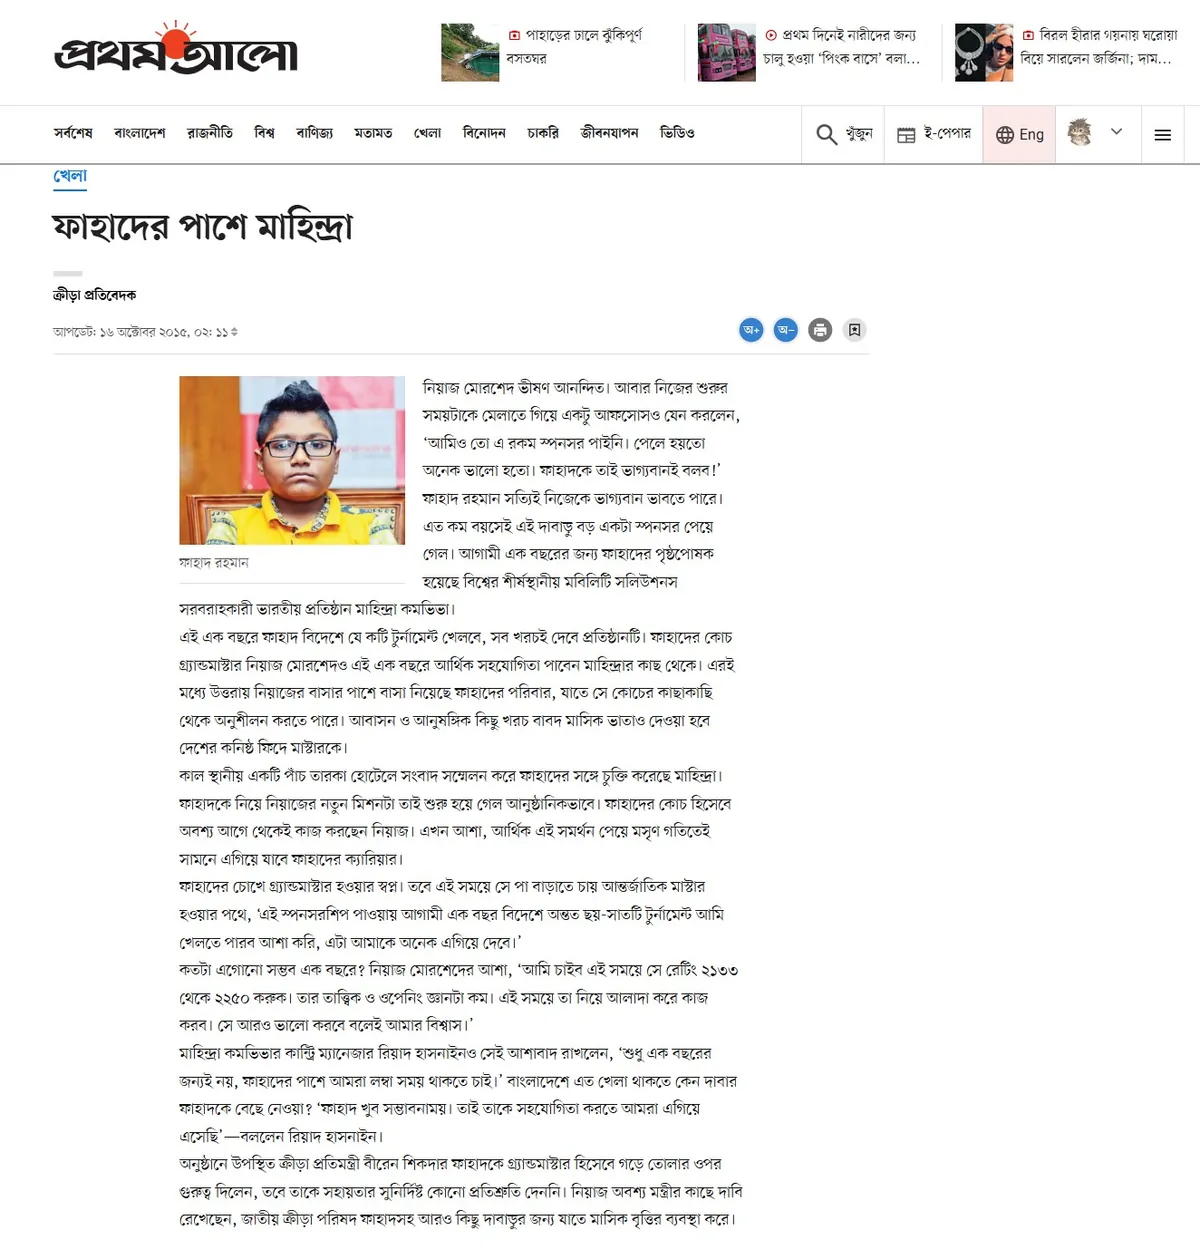 প্রথম আলো
পাহাড়ের ঢালে ঝুঁকিপূর্ণ
বসতঘর
প্রথম দিনেই নারীদের জন্য
চালু হওয়া ‘পিংক বাসে’ বলা...
বিরল হীরার গয়নায় ঘরোয়া
বিয়ে সারলেন জর্জিনা; দাম...
সর্বশেষ বাংলাদেশ রাজনীতি বিশ্ব বাণিজ্য মতামত খেলা বিনোদন চাকরি জীবনযাপন ভিডিও
খুঁজুন ই-পেপার Eng
খেলা
ফাহাদের পাশে মাহিন্দ্রা
ক্রীড়া প্রতিবেদক
আপডেট: ১৬ অক্টোবর ২০১৫, ০২: ১১
অ+ অ−
নিয়াজ মোরশেদ ভীষণ আনন্দিত। আবার নিজের শুরুর
সময়টাকে মেলাতে গিয়ে একটু আফসোসও যেন করলেন,
‘আমিও তো এ রকম স্পনসর পাইনি। পেলে হয়তো
অনেক ভালো হতো। ফাহাদকে তাই ভাগ্যবানই বলব!’
ফাহাদ রহমান সত্যিই নিজেকে ভাগ্যবান ভাবতে পারে।
এত কম বয়সেই এই দাবাড়ু বড় একটা স্পনসর পেয়ে
গেল। আগামী এক বছরের জন্য ফাহাদের পৃষ্ঠপোষক
হয়েছে বিশ্বের শীর্ষস্থানীয় মবিলিটি সলিউশনস
ফাহাদ রহমান
সরবরাহকারী ভারতীয় প্রতিষ্ঠান মাহিন্দ্রা কমভিভা।
এই এক বছরে ফাহাদ বিদেশে যে কটি টুর্নামেন্ট খেলবে, সব খরচই দেবে প্রতিষ্ঠানটি। ফাহাদের কোচ
গ্র্যান্ডমাস্টার নিয়াজ মোরশেদও এই এক বছরে আর্থিক সহযোগিতা পাবেন মাহিন্দ্রার কাছ থেকে। এরই
মধ্যে উত্তরায় নিয়াজের বাসার পাশে বাসা নিয়েছে ফাহাদের পরিবার, যাতে সে কোচের কাছাকাছি
থেকে অনুশীলন করতে পারে। আবাসন ও আনুষঙ্গিক কিছু খরচ বাবদ মাসিক ভাতাও দেওয়া হবে
দেশের কনিষ্ঠ ফিদে মাস্টারকে।
কাল স্থানীয় একটি পাঁচ তারকা হোটেলে সংবাদ সম্মেলন করে ফাহাদের সঙ্গে চুক্তি করেছে মাহিন্দ্রা।
ফাহাদকে নিয়ে নিয়াজের নতুন মিশনটা তাই শুরু হয়ে গেল আনুষ্ঠানিকভাবে। ফাহাদের কোচ হিসেবে
অবশ্য আগে থেকেই কাজ করছেন নিয়াজ। এখন আশা, আর্থিক এই সমর্থন পেয়ে মসৃণ গতিতেই
সামনে এগিয়ে যাবে ফাহাদের ক্যারিয়ার।
ফাহাদের চোখে গ্র্যান্ডমাস্টার হওয়ার স্বপ্ন। তবে এই সময়ে সে পা বাড়াতে চায় আন্তর্জাতিক মাস্টার
হওয়ার পথে, ‘এই স্পনসরশিপ পাওয়ায় আগামী এক বছর বিদেশে অন্তত ছয়-সাতটি টুর্নামেন্ট আমি
খেলতে পারব আশা করি, এটা আমাকে অনেক এগিয়ে দেবে।’
কতটা এগোনো সম্ভব এক বছরে? নিয়াজ মোরশেদের আশা, ‘আমি চাইব এই সময়ে সে রেটিং ২১৩৩
থেকে ২২৫০ করুক। তার তাত্ত্বিক ও ওপেনিং জ্ঞানটা কম। এই সময়ে তা নিয়ে আলাদা করে কাজ
করব। সে আরও ভালো করবে বলেই আমার বিশ্বাস।’
মাহিন্দ্রা কমভিভার কান্ট্রি ম্যানেজার রিয়াদ হাসনাইনও সেই আশাবাদ রাখলেন, ‘শুধু এক বছরের
জন্যই নয়, ফাহাদের পাশে আমরা লম্বা সময় থাকতে চাই।’ বাংলাদেশে এত খেলা থাকতে কেন দাবার
ফাহাদকে বেছে নেওয়া? ‘ফাহাদ খুব সম্ভাবনাময়। তাই তাকে সহযোগিতা করতে আমরা এগিয়ে
এসেছি’—বললেন রিয়াদ হাসনাইন।
অনুষ্ঠানে উপস্থিত ক্রীড়া প্রতিমন্ত্রী বীরেন শিকদার ফাহাদকে গ্র্যান্ডমাস্টার হিসেবে গড়ে তোলার ওপর
গুরুত্ব দিলেন, তবে তাকে সহায়তার সুনির্দিষ্ট কোনো প্রতিশ্রুতি দেননি। নিয়াজ অবশ্য মন্ত্রীর কাছে দাবি
রেখেছেন, জাতীয় ক্রীড়া পরিষদ ফাহাদসহ আরও কিছু দাবাড়ুর জন্য যাতে মাসিক বৃত্তির ব্যবস্থা করে।